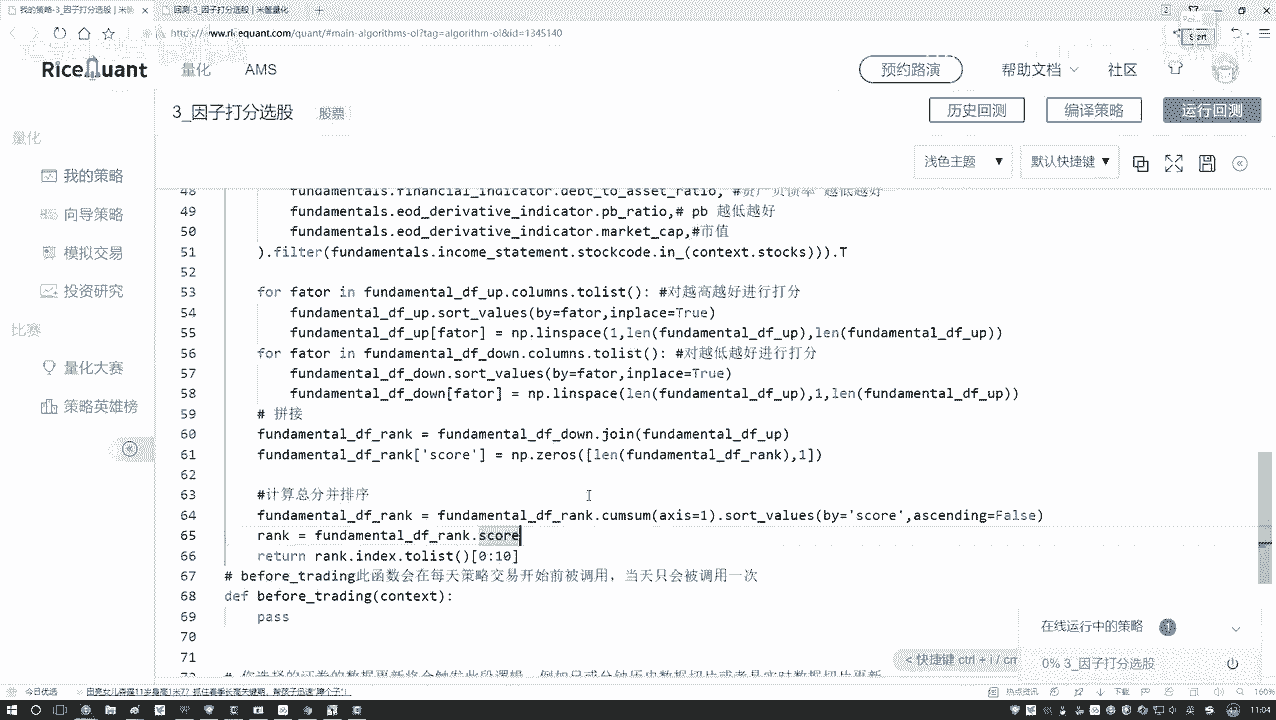 我的策略-3_因子打分选股 | 米
回测-3_因子打分选股 | 米筐量化
www.ricequant.com/quant/#main-algorithms-ol?tag=algorithm-ol&id=1345140
RiceQuant
量化
AMS
预约路演
帮助文档
社区
3_因子打分选股
股票
历史回测
编译策略
运行回测
浅色主题
默认快捷键
量化
我的策略
向导策略
模拟交易
投资研究
比赛
量化大赛
策略英雄榜
48 fundamentals.financial_indicator.debt_to_asset_ratio, #资产负债率 越低越好
49 fundamentals.eod_derivative_indicator.pb_ratio,# pb 越低越好
50 fundamentals.eod_derivative_indicator.market_cap,#市值
51 ).filter(fundamentals.income_statement.stockcode.in_(context.stocks))).T
52
53 for fator in fundamental_df_up.columns.tolist(): #对越高越好进行打分
54 fundamental_df_up.sort_values(by=fator,inplace=True)
55 fundamental_df_up[fator] = np.linspace(1,len(fundamental_df_up),len(fundamental_df_up))
56 for fator in fundamental_df_down.columns.tolist(): #对越低越好进行打分
57 fundamental_df_down.sort_values(by=fator,inplace=True)
58 fundamental_df_down[fator] = np.linspace(len(fundamental_df_up),1,len(fundamental_df_up))
59 # 拼接
60 fundamental_df_rank = fundamental_df_down.join(fundamental_df_up)
61 fundamental_df_rank['score'] = np.zeros([len(fundamental_df_rank),1])
62
63 #计算总分并排序
64 fundamental_df_rank = fundamental_df_rank.cumsum(axis=1).sort_values(by='score',ascending=False)
65 rank = fundamental_df_rank.score
66 return rank.index.tolist()[0:10]
67 # before_trading此函数会在每天策略交易开始前被调用，当天只会被调用一次
68 def before_trading(context):
69 pass
70
71
# 你选择的证券的数据更新将会触发此段逻辑，例如日或分钟历史数据切片或者是实时数据切片更新
< 快捷键 ctrl + i / cm
在线运行中的策略
0% 3_因子打分选股
今日优选
热点资讯
下载
160%
英
11:04